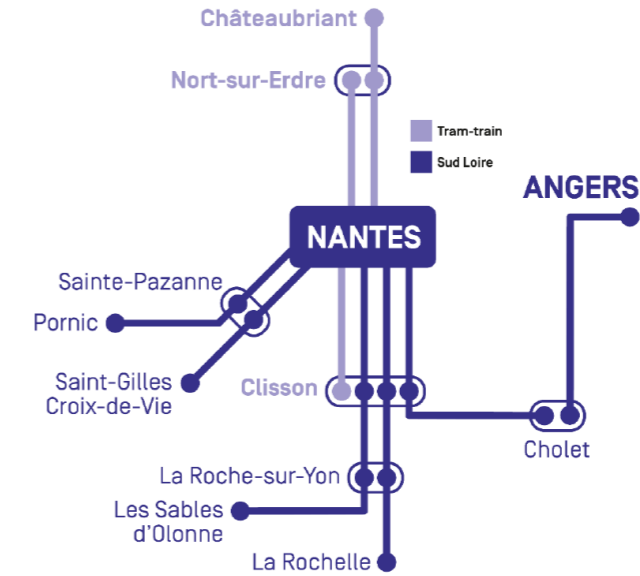 Châteaubriant
Nort-sur-Erdre
Tram-train
Sud Loire
ANGERS
NANTES
Sainte-Pazanne
Pornic
Saint-Gilles
Croix-de-Vie
Clisson
Cholet
La Roche-sur-Yon
Les Sables
d'Olonne
La Rochelle